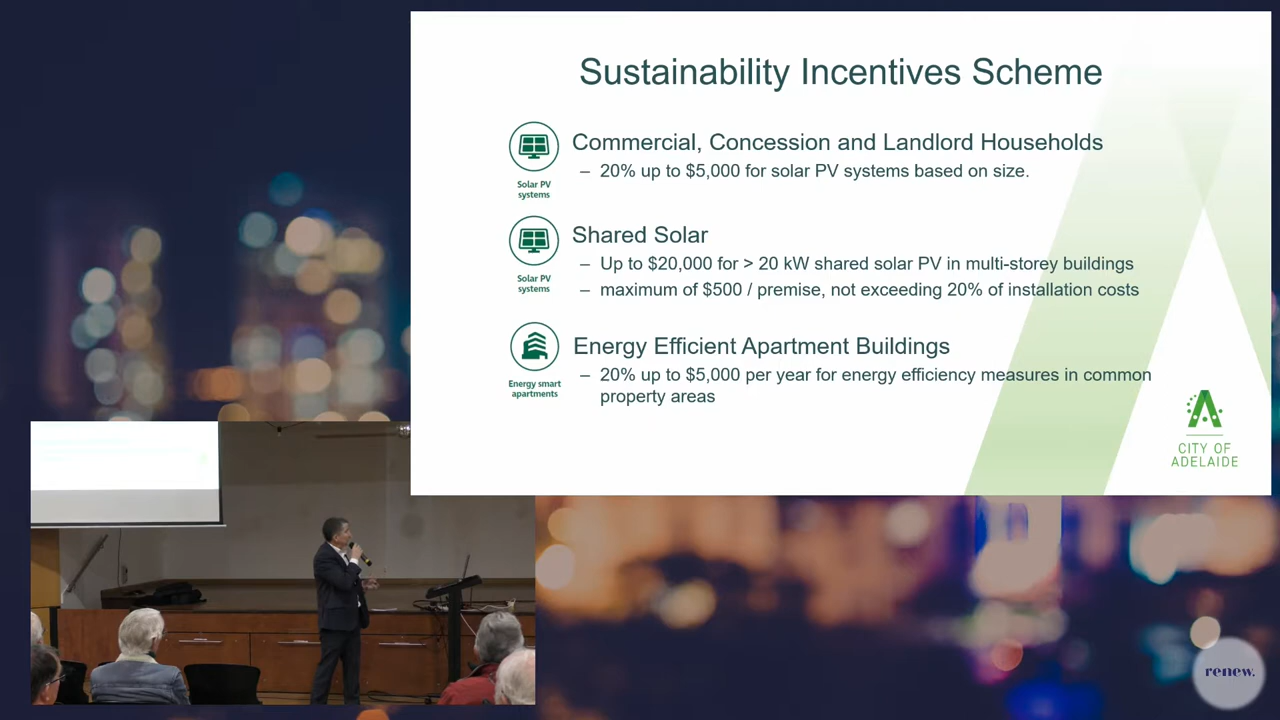 Sustainability Incentives Scheme
Solar PV
systems
Commercial, Concession and Landlord Households
– 20% up to $5,000 for solar PV systems based on size.
Solar PV
systems
Shared Solar
– Up to $20,000 for > 20 kW shared solar PV in multi-storey buildings
– maximum of $500 / premise, not exceeding 20% of installation costs
Energy smart
apartments
Energy Efficient Apartment Buildings
– 20% up to $5,000 per year for energy efficiency measures in common
property areas
CITY OF
ADELAIDE
renew.